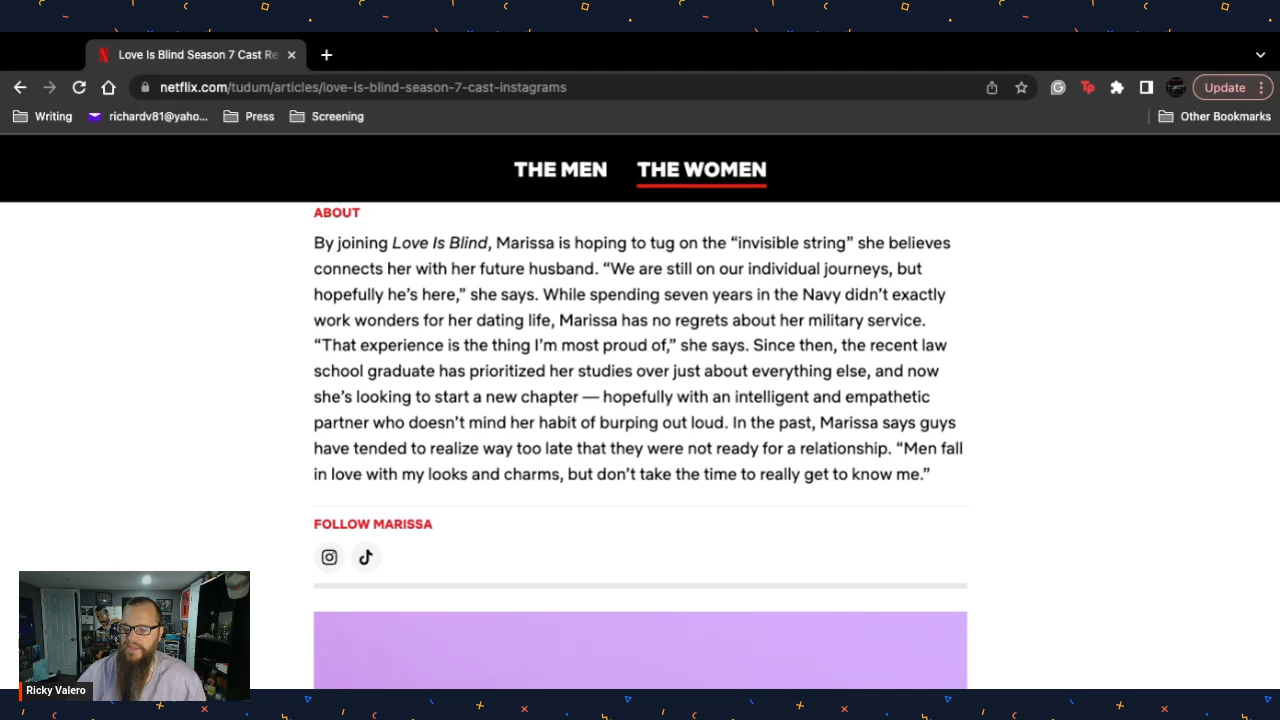 Love Is Blind Season 7 Cast Re
netflix.com/tudum/articles/love-is-blind-season-7-cast-instagrams
Update
Writing
richardv81@yaho...
Press
Screening
Other Bookmarks
THE MEN
THE WOMEN
ABOUT
By joining Love Is Blind, Marissa is hoping to tug on the “invisible string” she believes
connects her with her future husband. “We are still on our individual journeys, but
hopefully he’s here,” she says. While spending seven years in the Navy didn’t exactly
work wonders for her dating life, Marissa has no regrets about her military service.
“That experience is the thing I’m most proud of,” she says. Since then, the recent law
school graduate has prioritized her studies over just about everything else, and now
she’s looking to start a new chapter — hopefully with an intelligent and empathetic
partner who doesn’t mind her habit of burping out loud. In the past, Marissa says guys
have tended to realize way too late that they were not ready for a relationship. “Men fall
in love with my looks and charms, but don’t take the time to really get to know me.”
FOLLOW MARISSA
Ricky Valero